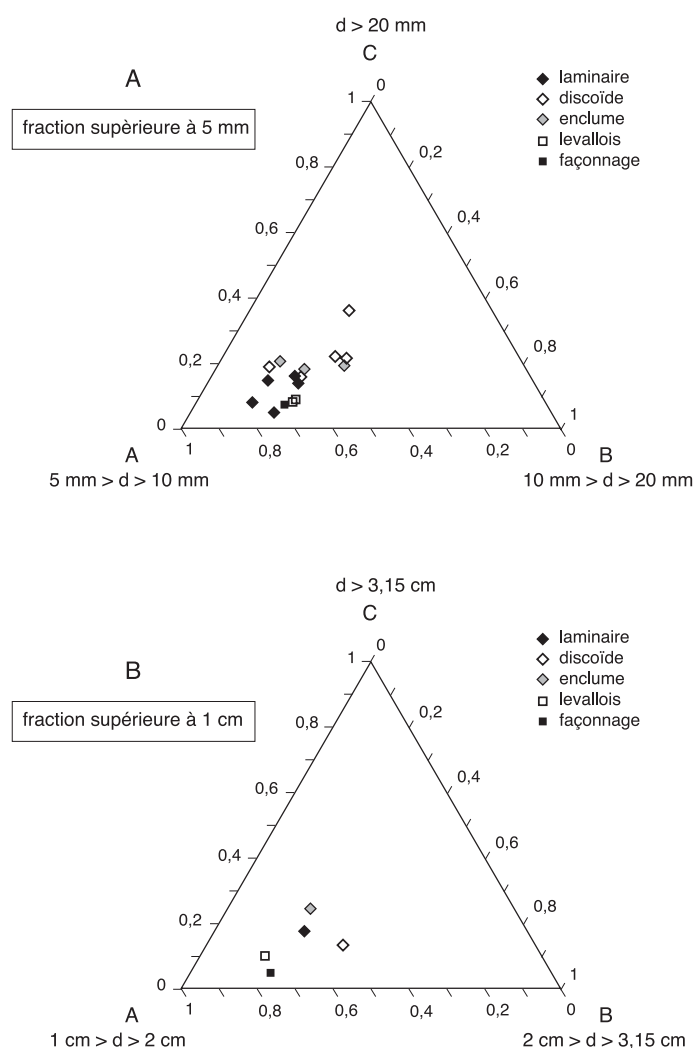 d > 20 mm
C
A
fraction supèrieure à 5 mm
laminaire
discoïde
enclume
levallois
façonnage
0
1
0,2
0,8
0,4
0,6
0,6
0,4
0,8
0,2
1
0
1 0,8 0,6 0,4 0,2 0
A B
5 mm > d > 10 mm 10 mm > d > 20 mm
d > 3,15 cm
C
B
fraction supérieure à 1 cm
laminaire
discoïde
enclume
levallois
façonnage
0
1
0,2
0,8
0,4
0,6
0,6
0,4
0,8
0,2
1
0
1 0,8 0,6 0,4 0,2 0
A B
1 cm > d > 2 cm 2 cm > d > 3,15 cm